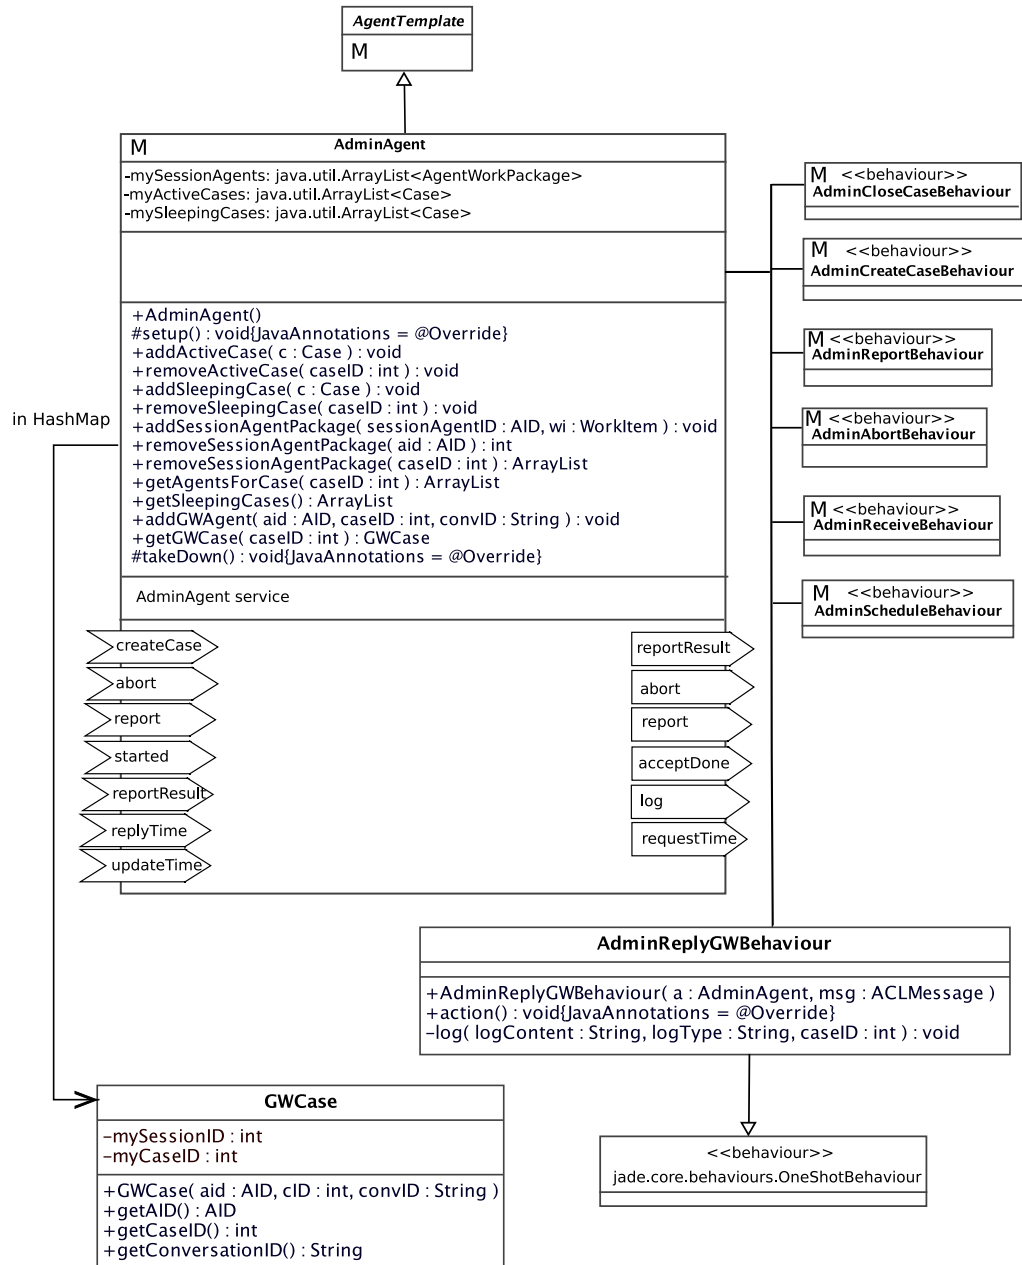 AgentTemplate
M
M
AdminAgent
-mySessionAgents: java.util.ArrayList<AgentWorkPackage>
-myActiveCases: java.util.ArrayList<Case>
-mySleepingCases: java.util.ArrayList<Case>
+AdminAgent()
#setup() : void{JavaAnnotations = @Override}
+addActiveCase( c : Case ) : void
+removeActiveCase( caseID : int ) : void
+addSleepingCase( c : Case ) : void
+removeSleepingCase( caseID : int ) : void
+addSessionAgentPackage( sessionAgentID : AID, wi : WorkItem ) : void
+removeSessionAgentPackage( aid : AID ) : int
+removeSessionAgentPackage( caseID : int ) : ArrayList
+getAgentsForCase( caseID : int ) : ArrayList
+getSleepingCases() : ArrayList
+addGWAgent( aid : AID, caseID : int, convID : String ) : void
+getGWCase( caseID : int ) : GWCase
#takeDown() : void{JavaAnnotations = @Override}
AdminAgent service
createCase
abort
report
started
reportResult
replyTime
updateTime
reportResult
abort
report
acceptDone
log
requestTime
in HashMap
M <<behaviour>>
AdminCloseCaseBehaviour
M <<behaviour>>
AdminCreateCaseBehaviour
M <<behaviour>>
AdminReportBehaviour
M <<behaviour>>
AdminAbortBehaviour
M <<behaviour>>
AdminReceiveBehaviour
M <<behaviour>>
AdminScheduleBehaviour
AdminReplyGWBehaviour
+AdminReplyGWBehaviour( a : AdminAgent, msg : ACLMessage )
+action() : void{JavaAnnotations = @Override}
-log( logContent : String, logType : String, caseID : int ) : void
GWCase
-mySessionID : int
-myCaseID : int
+GWCase( aid : AID, cID : int, convID : String )
+getAID() : AID
+getCaseID() : int
+getConversationID() : String
<<behaviour>>
jade.core.behaviours.OneShotBehaviour